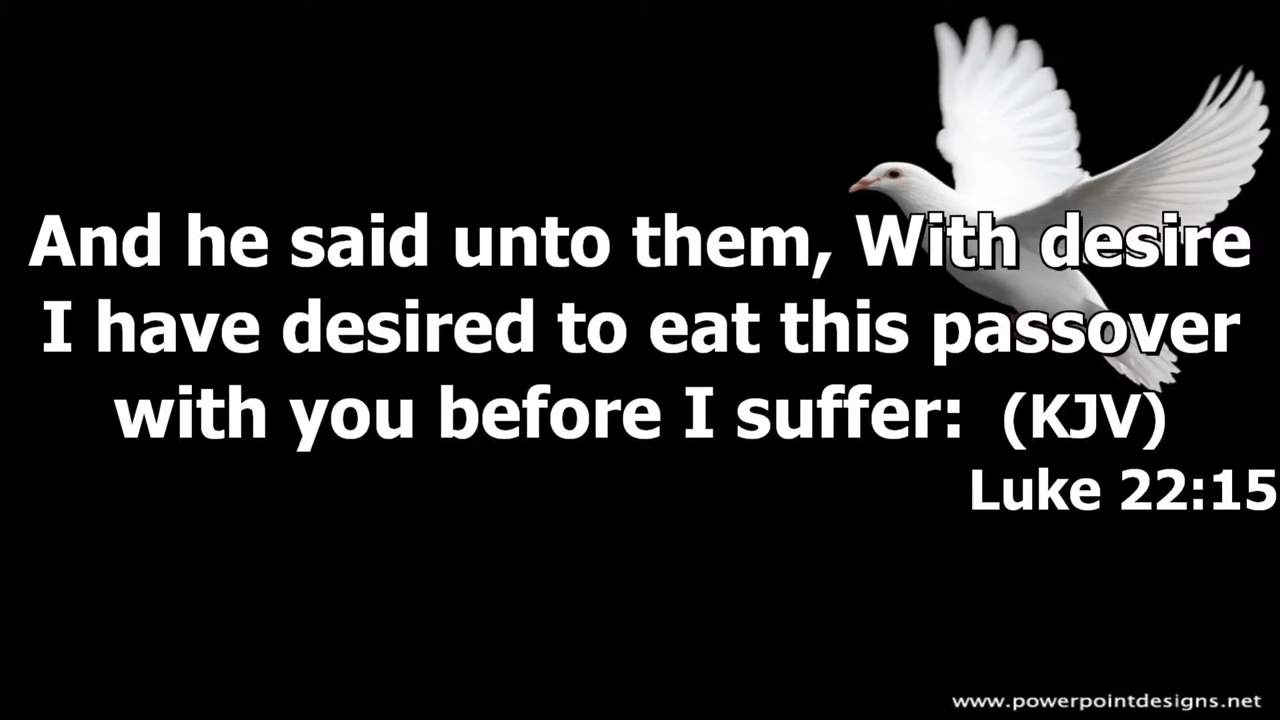 And he said unto them, With desire
I have desired to eat this passover
with you before I suffer: (KJV)
Luke 22:15
www.powerpointdesigns.net